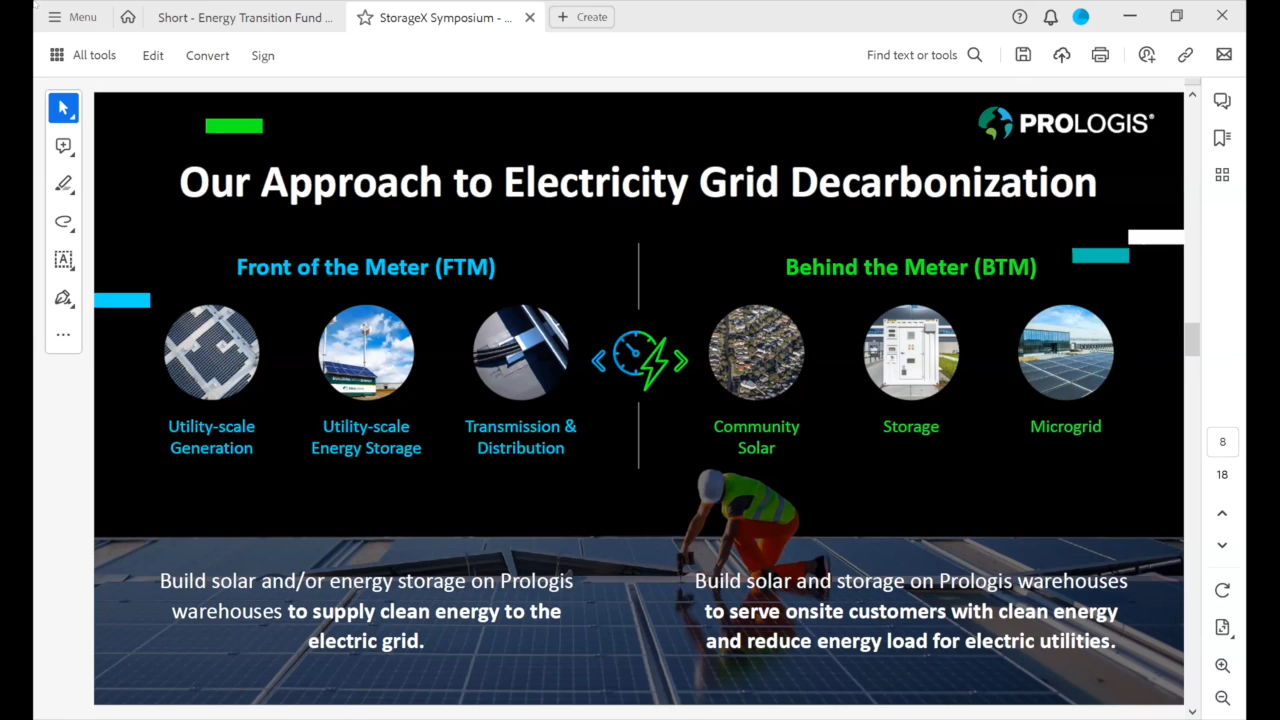 Menu
Short - Energy Transition Fund ...
StorageX Symposium - ...
Create
All tools
Edit
Convert
Sign
Find text or tools
PROLOGIS®
Our Approach to Electricity Grid Decarbonization
Front of the Meter (FTM)
Behind the Meter (BTM)
Utility-scale
Generation
Utility-scale
Energy Storage
Transmission &
Distribution
Community
Solar
Storage
Microgrid
8
18
Build solar and/or energy storage on Prologis
warehouses to supply clean energy to the
electric grid.
Build solar and storage on Prologis warehouses
to serve onsite customers with clean energy
and reduce energy load for electric utilities.